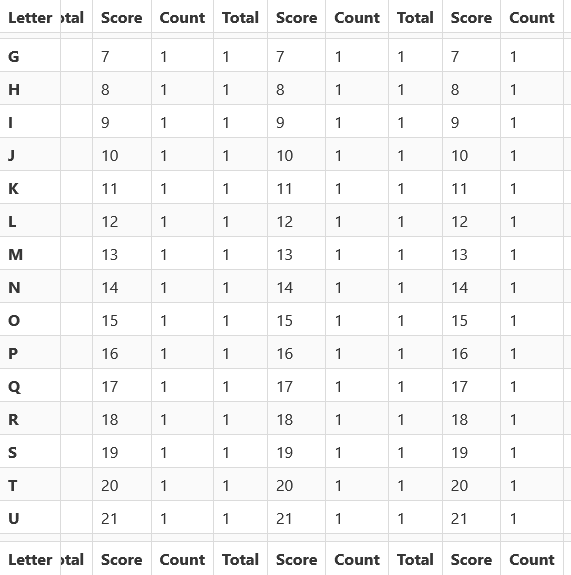 Letter otal Score Count Total Score Count Total Score Count
G 7 1 1 7 1 1 7 1
H 8 1 1 8 1 1 8 1
I 9 1 1 9 1 1 9 1
J 10 1 1 10 1 1 10 1
K 11 1 1 11 1 1 11 1
L 12 1 1 12 1 1 12 1
M 13 1 1 13 1 1 13 1
N 14 1 1 14 1 1 14 1
O 15 1 1 15 1 1 15 1
P 16 1 1 16 1 1 16 1
Q 17 1 1 17 1 1 17 1
R 18 1 1 18 1 1 18 1
S 19 1 1 19 1 1 19 1
T 20 1 1 20 1 1 20 1
U 21 1 1 21 1 1 21 1
Letter otal Score Count Total Score Count Total Score Count